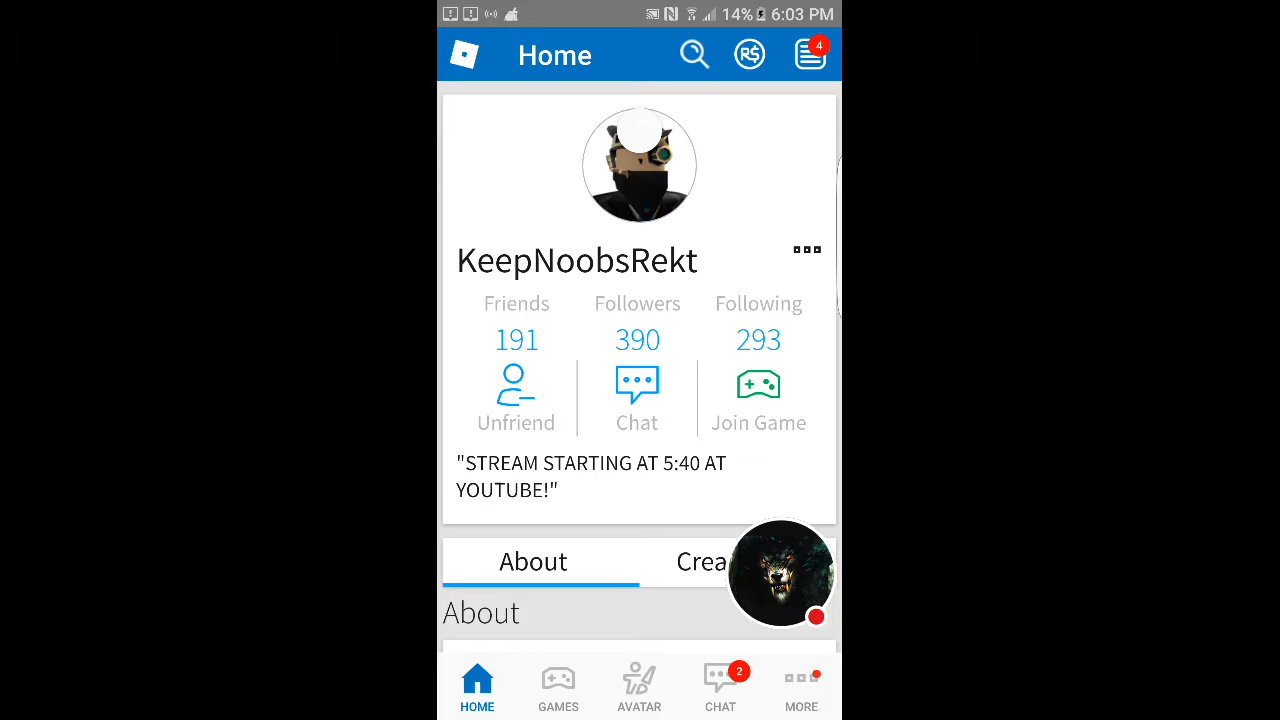 14% 6:03 PM
Home
R$
4
KeepNoobsRekt
Friends Followers Following
191 390 293
Unfriend Chat Join Game
"STREAM STARTING AT 5:40 AT
YOUTUBE!"
About Crea
About
2
HOME GAMES AVATAR CHAT MORE